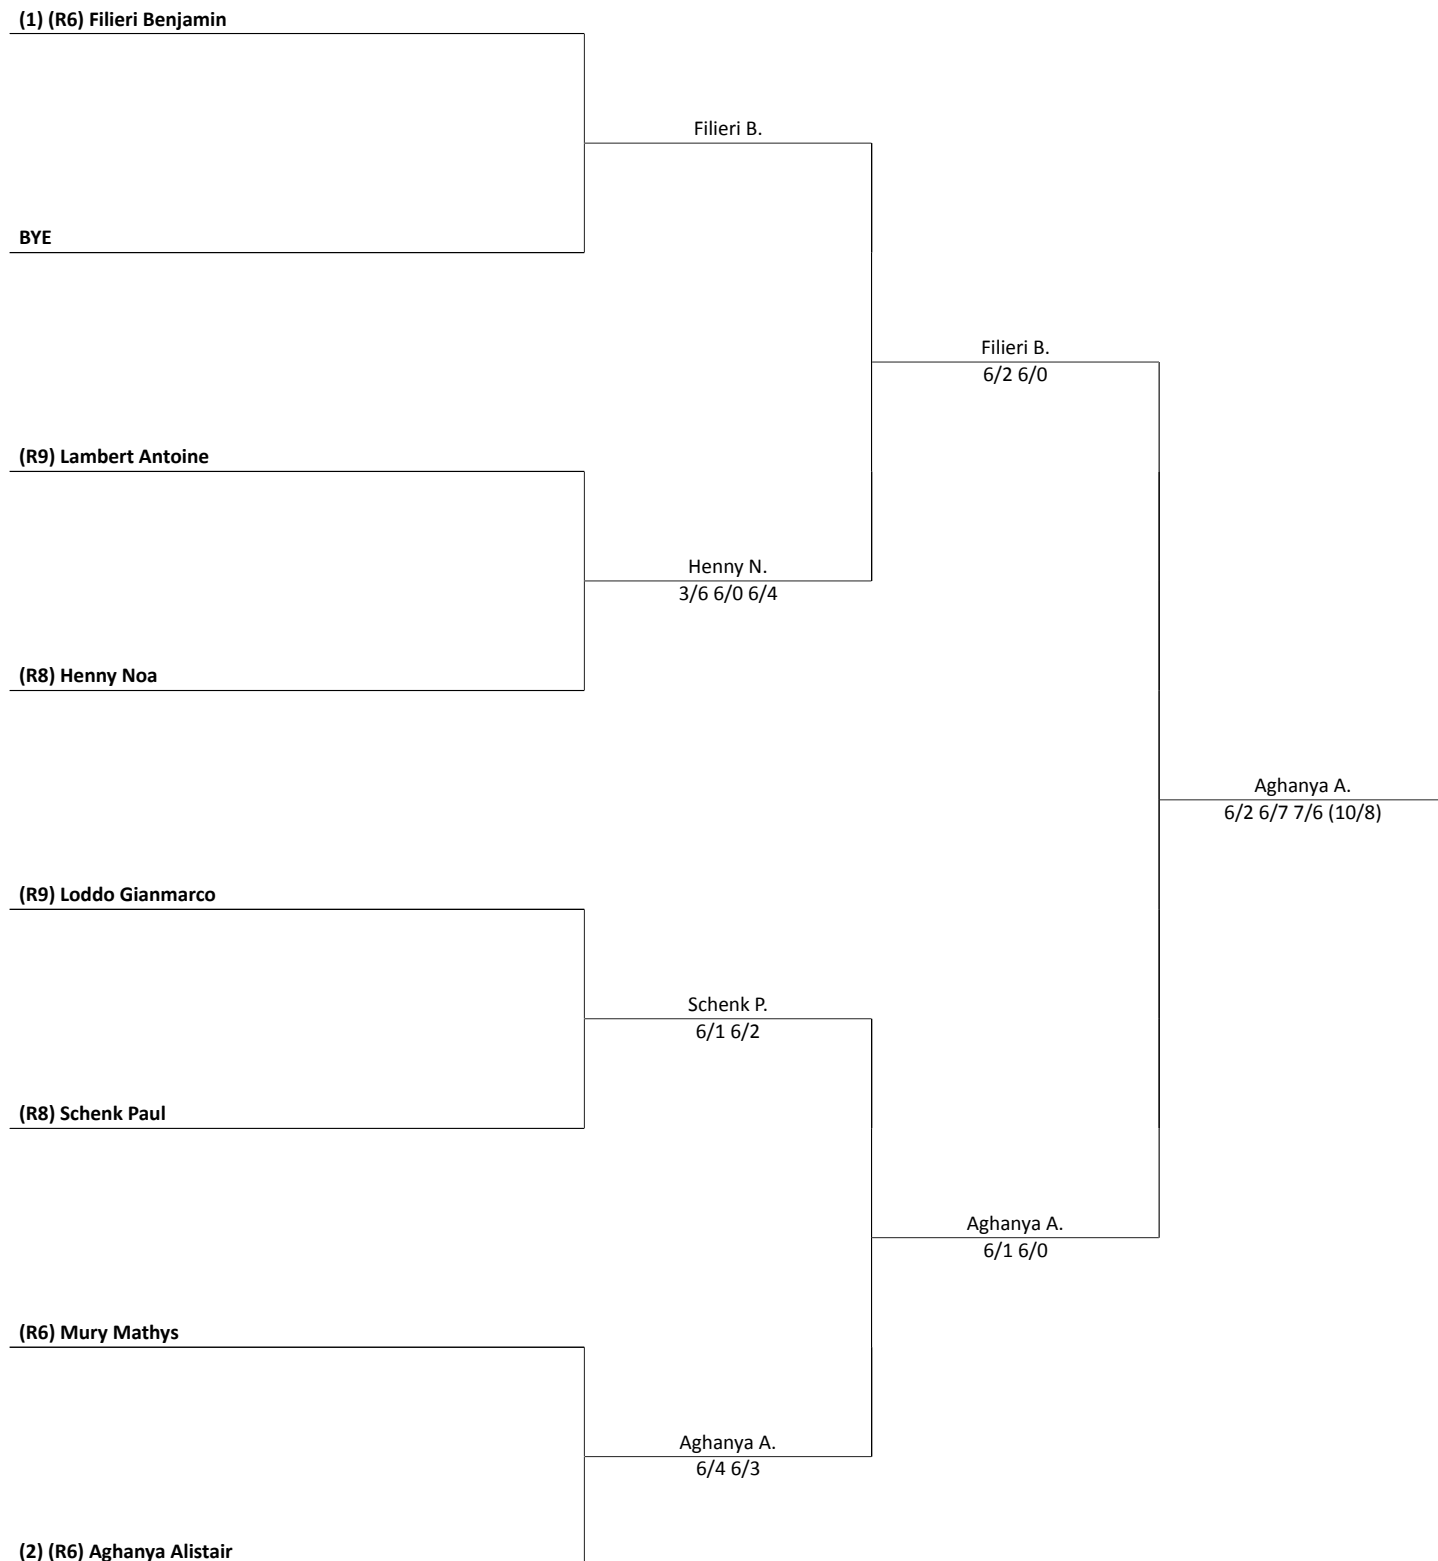 (1) (R6) Filieri Benjamin
Filieri B.
BYE
Filieri B.
6/2 6/0
(R9) Lambert Antoine
Henny N.
3/6 6/0 6/4
(R8) Henny Noa
Aghanya A.
6/2 6/7 7/6 (10/8)
(R9) Loddo Gianmarco
Schenk P.
6/1 6/2
(R8) Schenk Paul
Aghanya A.
6/1 6/0
(R6) Mury Mathys
Aghanya A.
6/4 6/3
(2) (R6) Aghanya Alistair